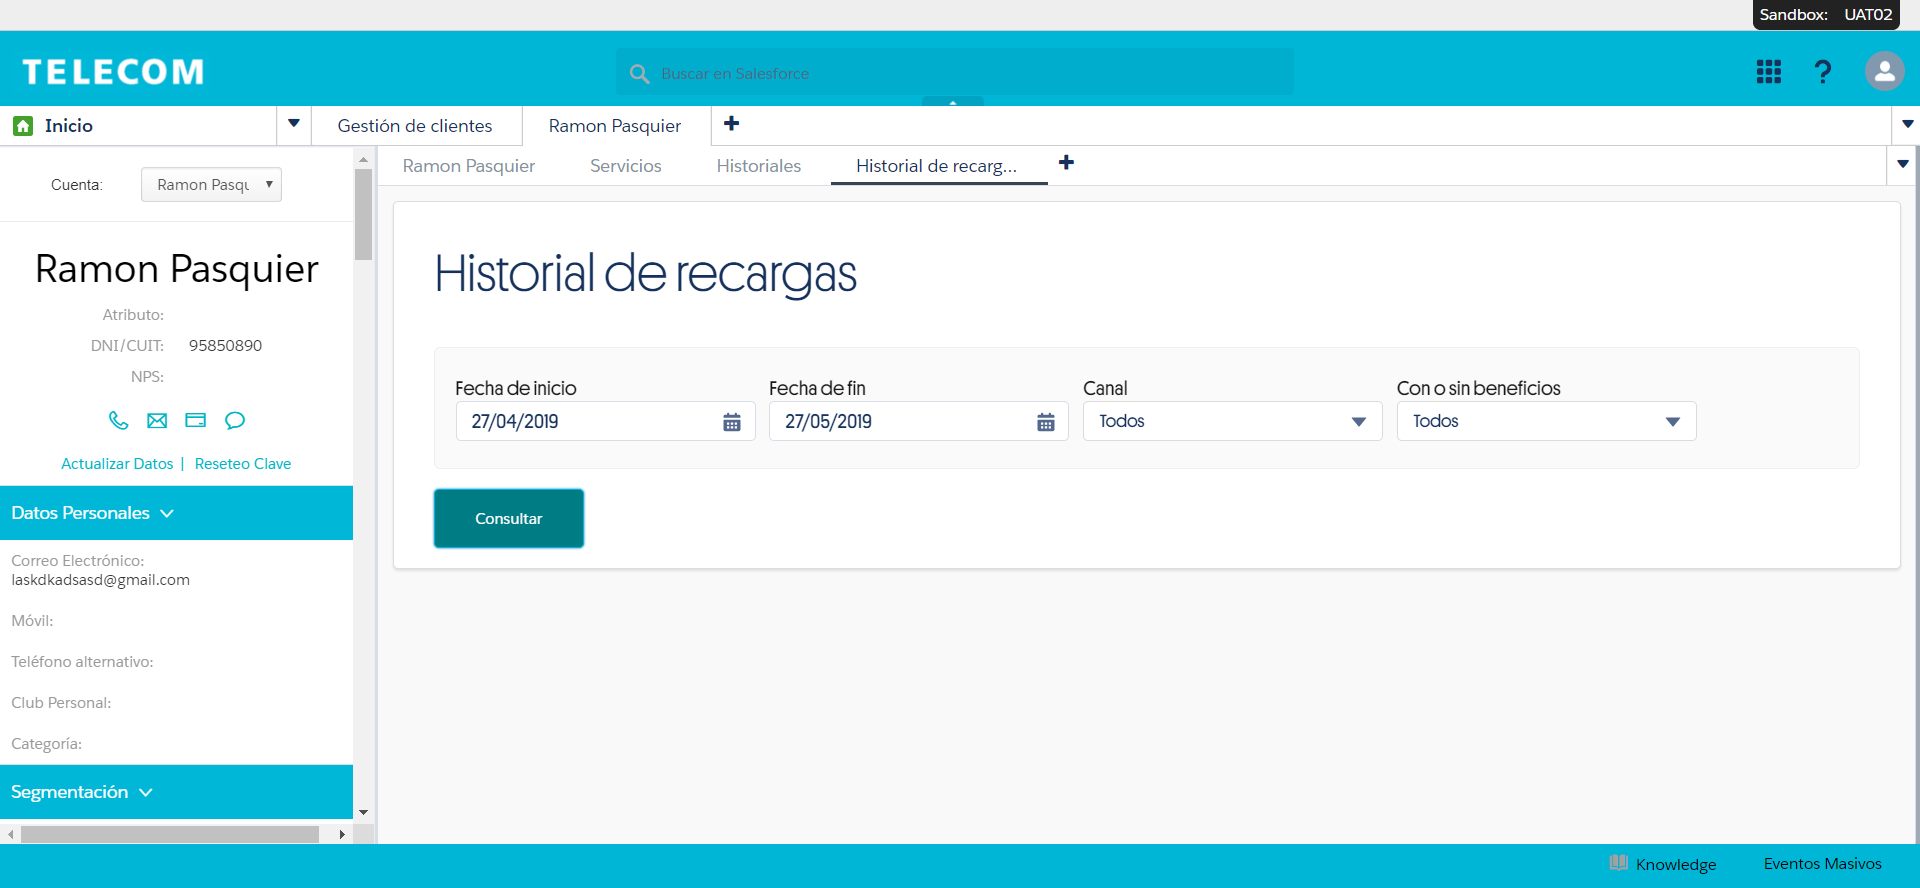 Sandbox: UAT02
TELECOM
Buscar en Salesforce
Inicio
Gestión de clientes
Ramon Pasquier
Ramon Pasquier
Servicios
Historiales
Historial de recarg...
Cuenta:
Ramon Pasqu
Ramon Pasquier
Atributo:
DNI/CUIT: 95850890
NPS:
Actualizar Datos | Reseteo Clave
Datos Personales
Correo Electrónico:
laskdkadsasd@gmail.com
Móvil:
Teléfono alternativo:
Club Personal:
Categoría:
Segmentación
Historial de recargas
Fecha de inicio
27/04/2019
Fecha de fin
27/05/2019
Canal
Todos
Con o sin beneficios
Todos
Consultar
Knowledge
Eventos Masivos